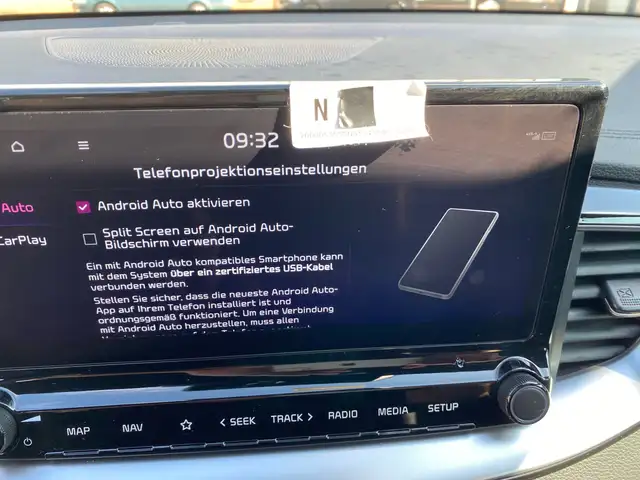 N
09:32
Telefonprojektionseinstellungen
Auto
CarPlay
Android Auto aktivieren
Split Screen auf Android Auto-
Bildschirm verwenden
Ein mit Android Auto kompatibles Smartphone kann
mit dem System über ein zertifiziertes USB-Kabel
verbunden werden.
Stellen Sie sicher, dass die neueste Android Auto-
App auf Ihrem Telefon installiert ist und
ordnungsgemäß funktioniert. Um eine Verbindung
mit Android Auto herzustellen, muss allen
MAP NAV < SEEK TRACK > RADIO MEDIA SETUP